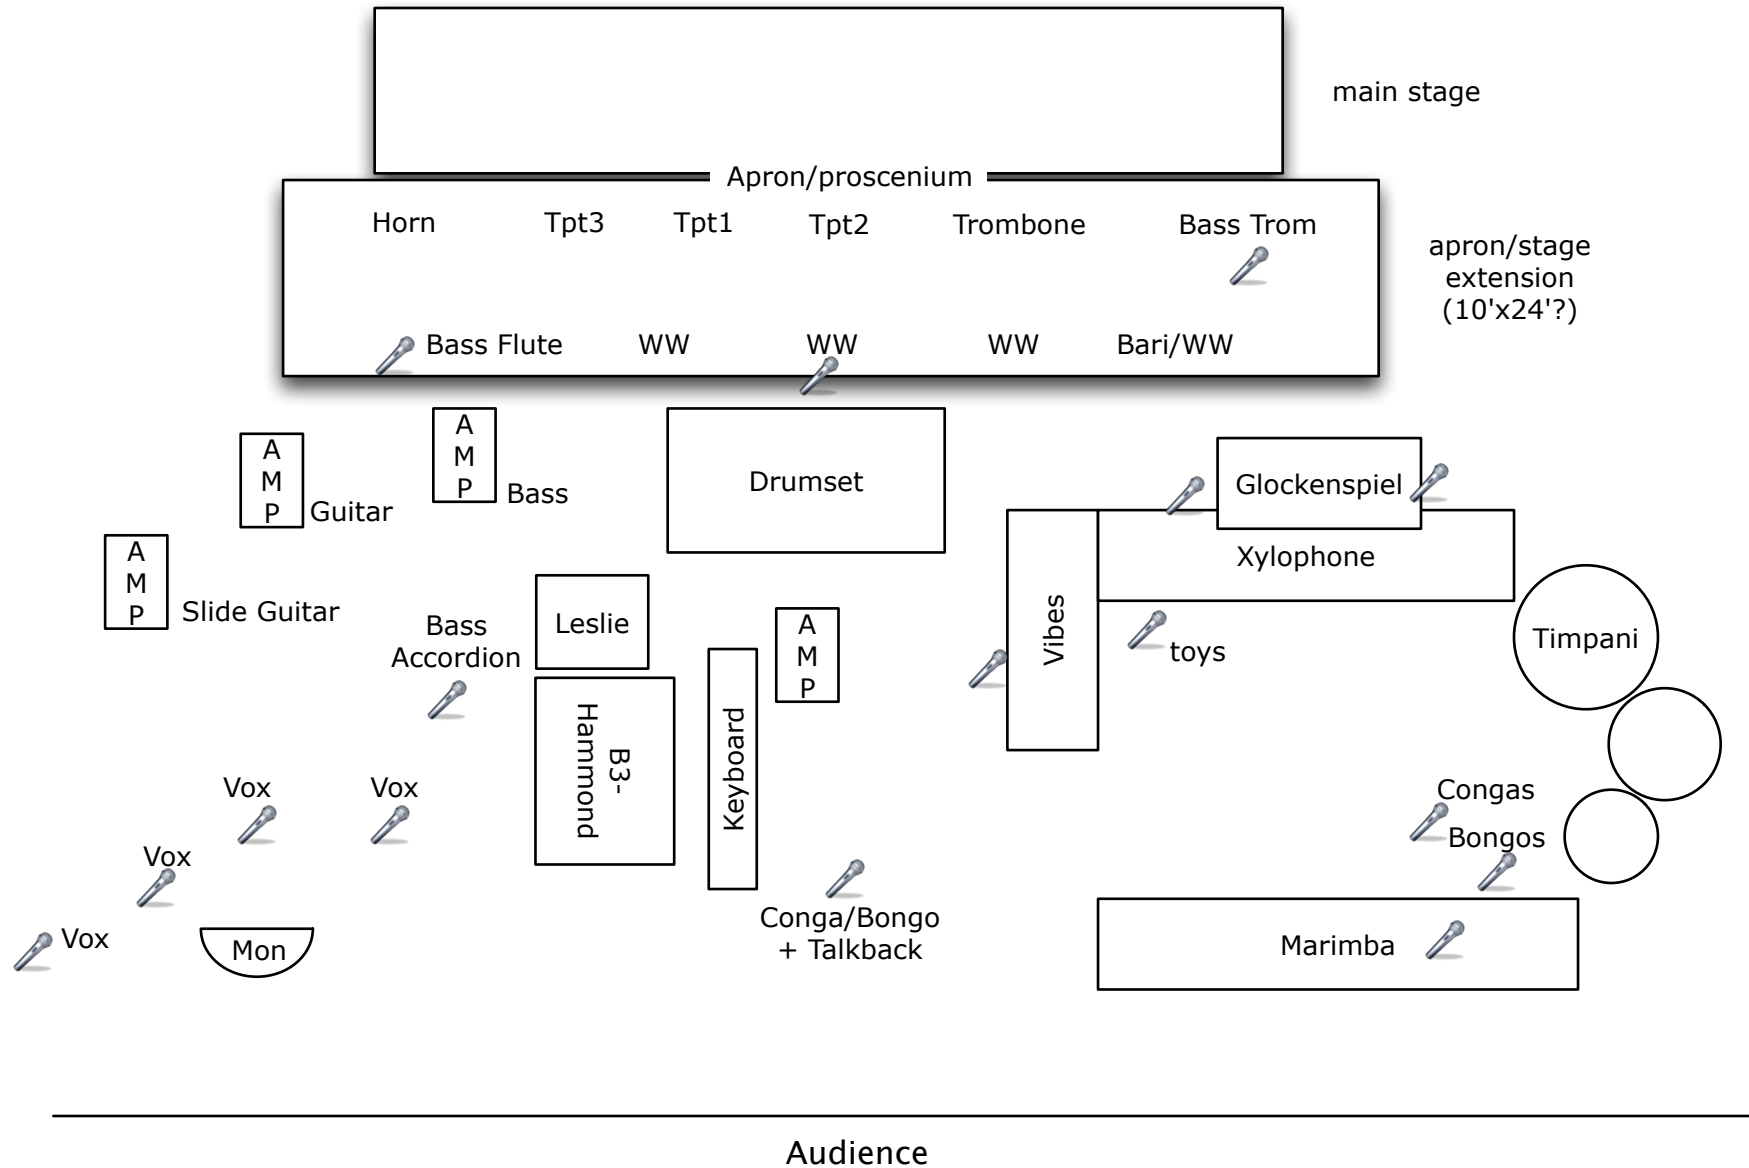 main stage
Apron/proscenium
Horn
Tpt3
Tpt1
Tpt2
Trombone
Bass Trom
apron/stage
extension
(10'x24'?)
Bass Flute
WW
WW
WW
Bari/WW
A
M
P
Guitar
A
M
P
Bass
Drumset
Glockenspiel
Xylophone
A
M
P
Slide Guitar
Bass
Accordion
Leslie
A
M
P
Vibes
toys
Timpani
B3-
Hammmond
Keyboard
Vox
Vox
Vox
Vox
Mon
Conga/Bongo
+ Talkback
Congas
Bongos
Marimba
Audience